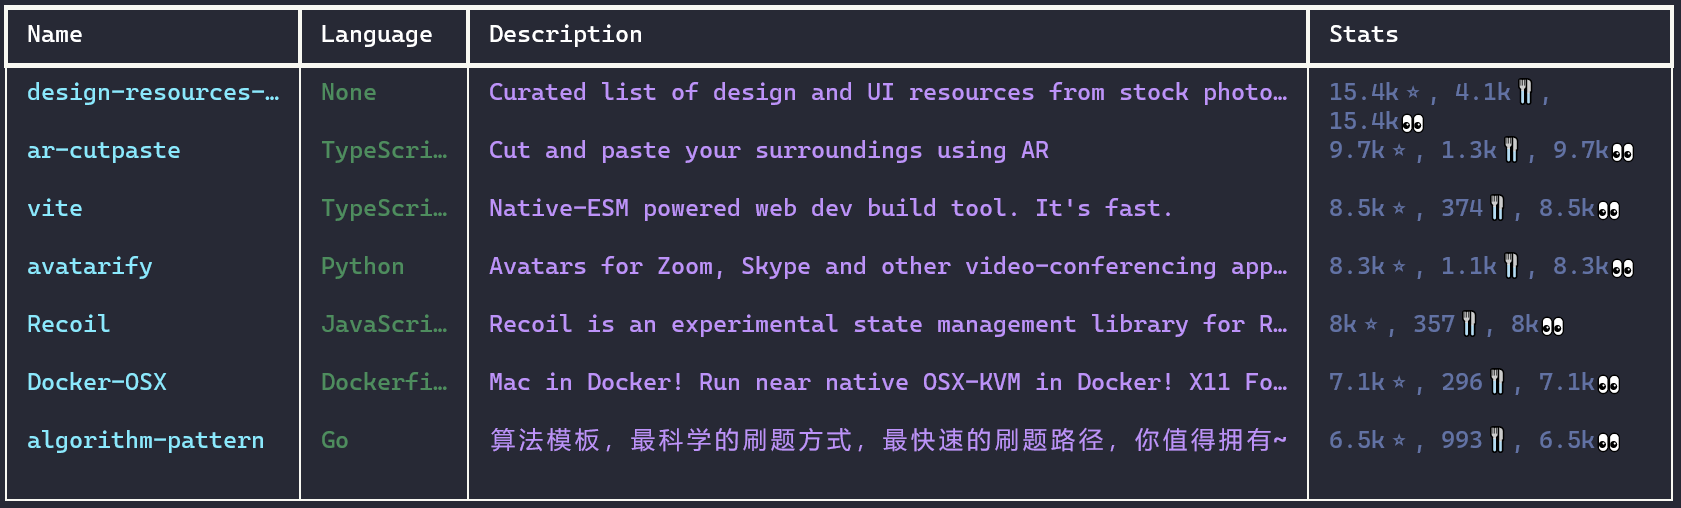 Name Language Description Stats
design-resources-… None Curated list of design and UI resources from stock photo… 15.4k⭐, 4.1k🍴,
15.4k👀
ar-cutpaste TypeScri… Cut and paste your surroundings using AR 9.7k⭐, 1.3k🍴, 9.7k👀
vite TypeScri… Native-ESM powered web dev build tool. It's fast. 8.5k⭐, 374🍴, 8.5k👀
avatarify Python Avatars for Zoom, Skype and other video-conferencing app… 8.3k⭐, 1.1k🍴, 8.3k👀
Recoil JavaScri… Recoil is an experimental state management library for R… 8k⭐, 357🍴, 8k👀
Docker-OSX Dockerfi… Mac in Docker! Run near native OSX-KVM in Docker! X11 Fo… 7.1k⭐, 296🍴, 7.1k👀
algorithm-pattern Go 算法模板，最科学的刷题方式，最快速的刷题路径，你值得拥有~ 6.5k⭐, 993🍴, 6.5k👀